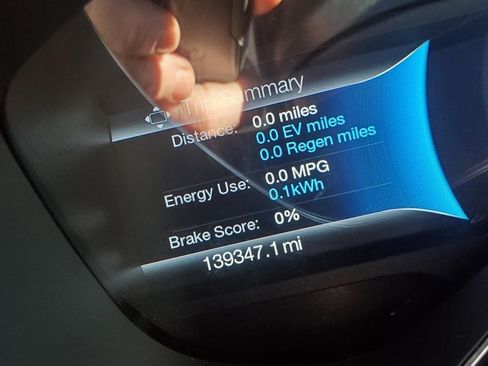 Trip Summary
Distance: 0.0 miles
0.0 EV miles
0.0 Regen miles
Energy Use: 0.0 MPG
0.1kWh
Brake Score: 0%
139347.1 mi